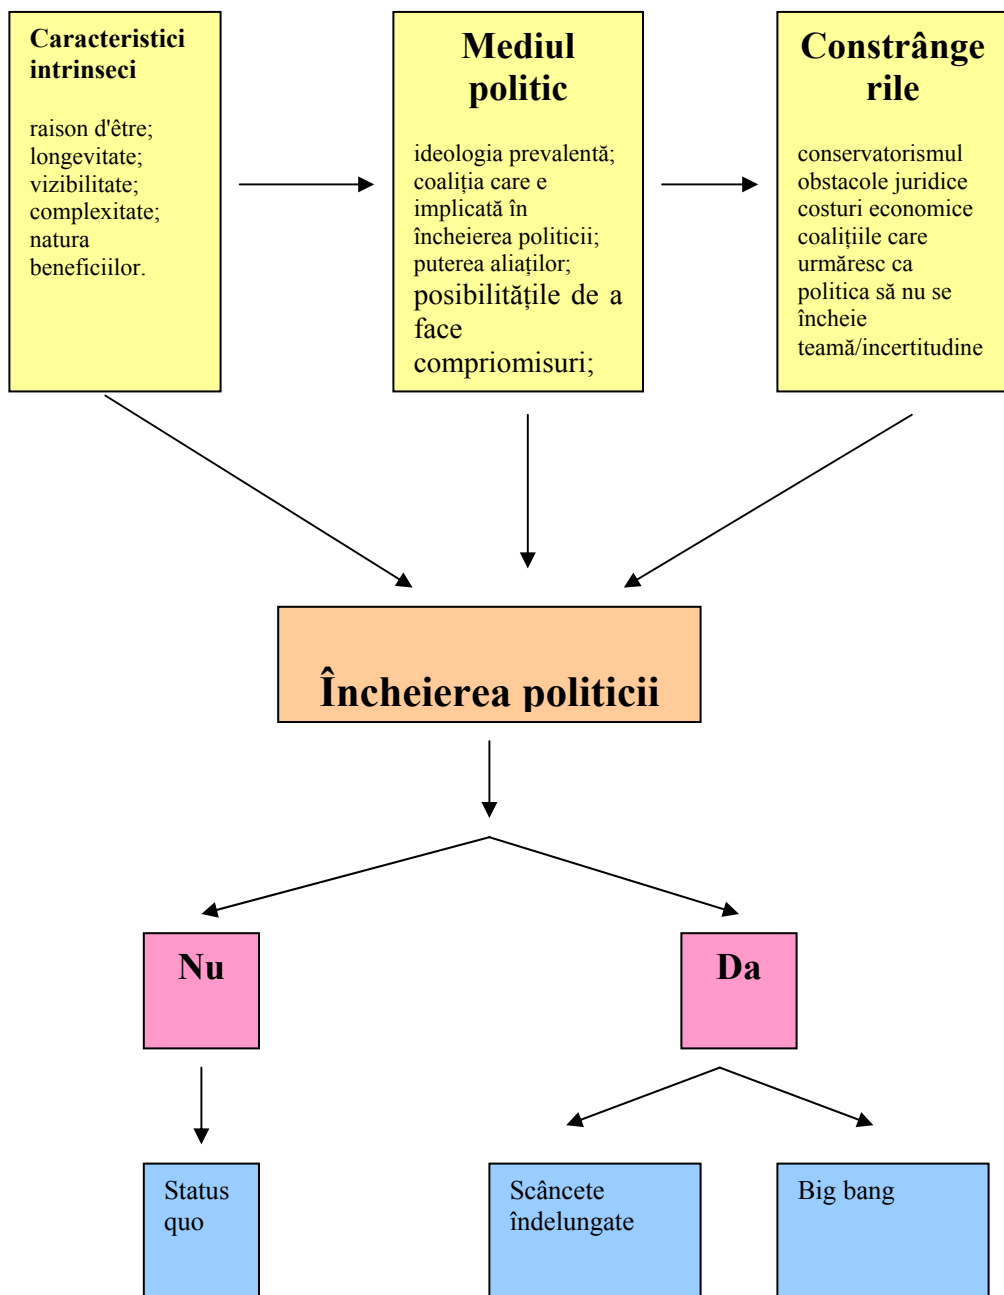 Caracteristici
intrinseci
raison d'être;
longevitate;
vizibilitate;
complexitate;
natura
beneficiilor.
Mediul
politic
ideologia prevalentă;
coaliția care e
implicată în
încheierea politicii;
puterea aliaților;
posibilitățile de a
face
compriomisuri;
Constrânge
rile
conservatorismul
obstacole juridice
costuri economice
coalițiile care
urmăresc ca
politica să nu se
încheie
teamă/incertitudine
Încheierea politicii
Nu
Da
Status
quo
Scâncete
îndelungate
Big bang